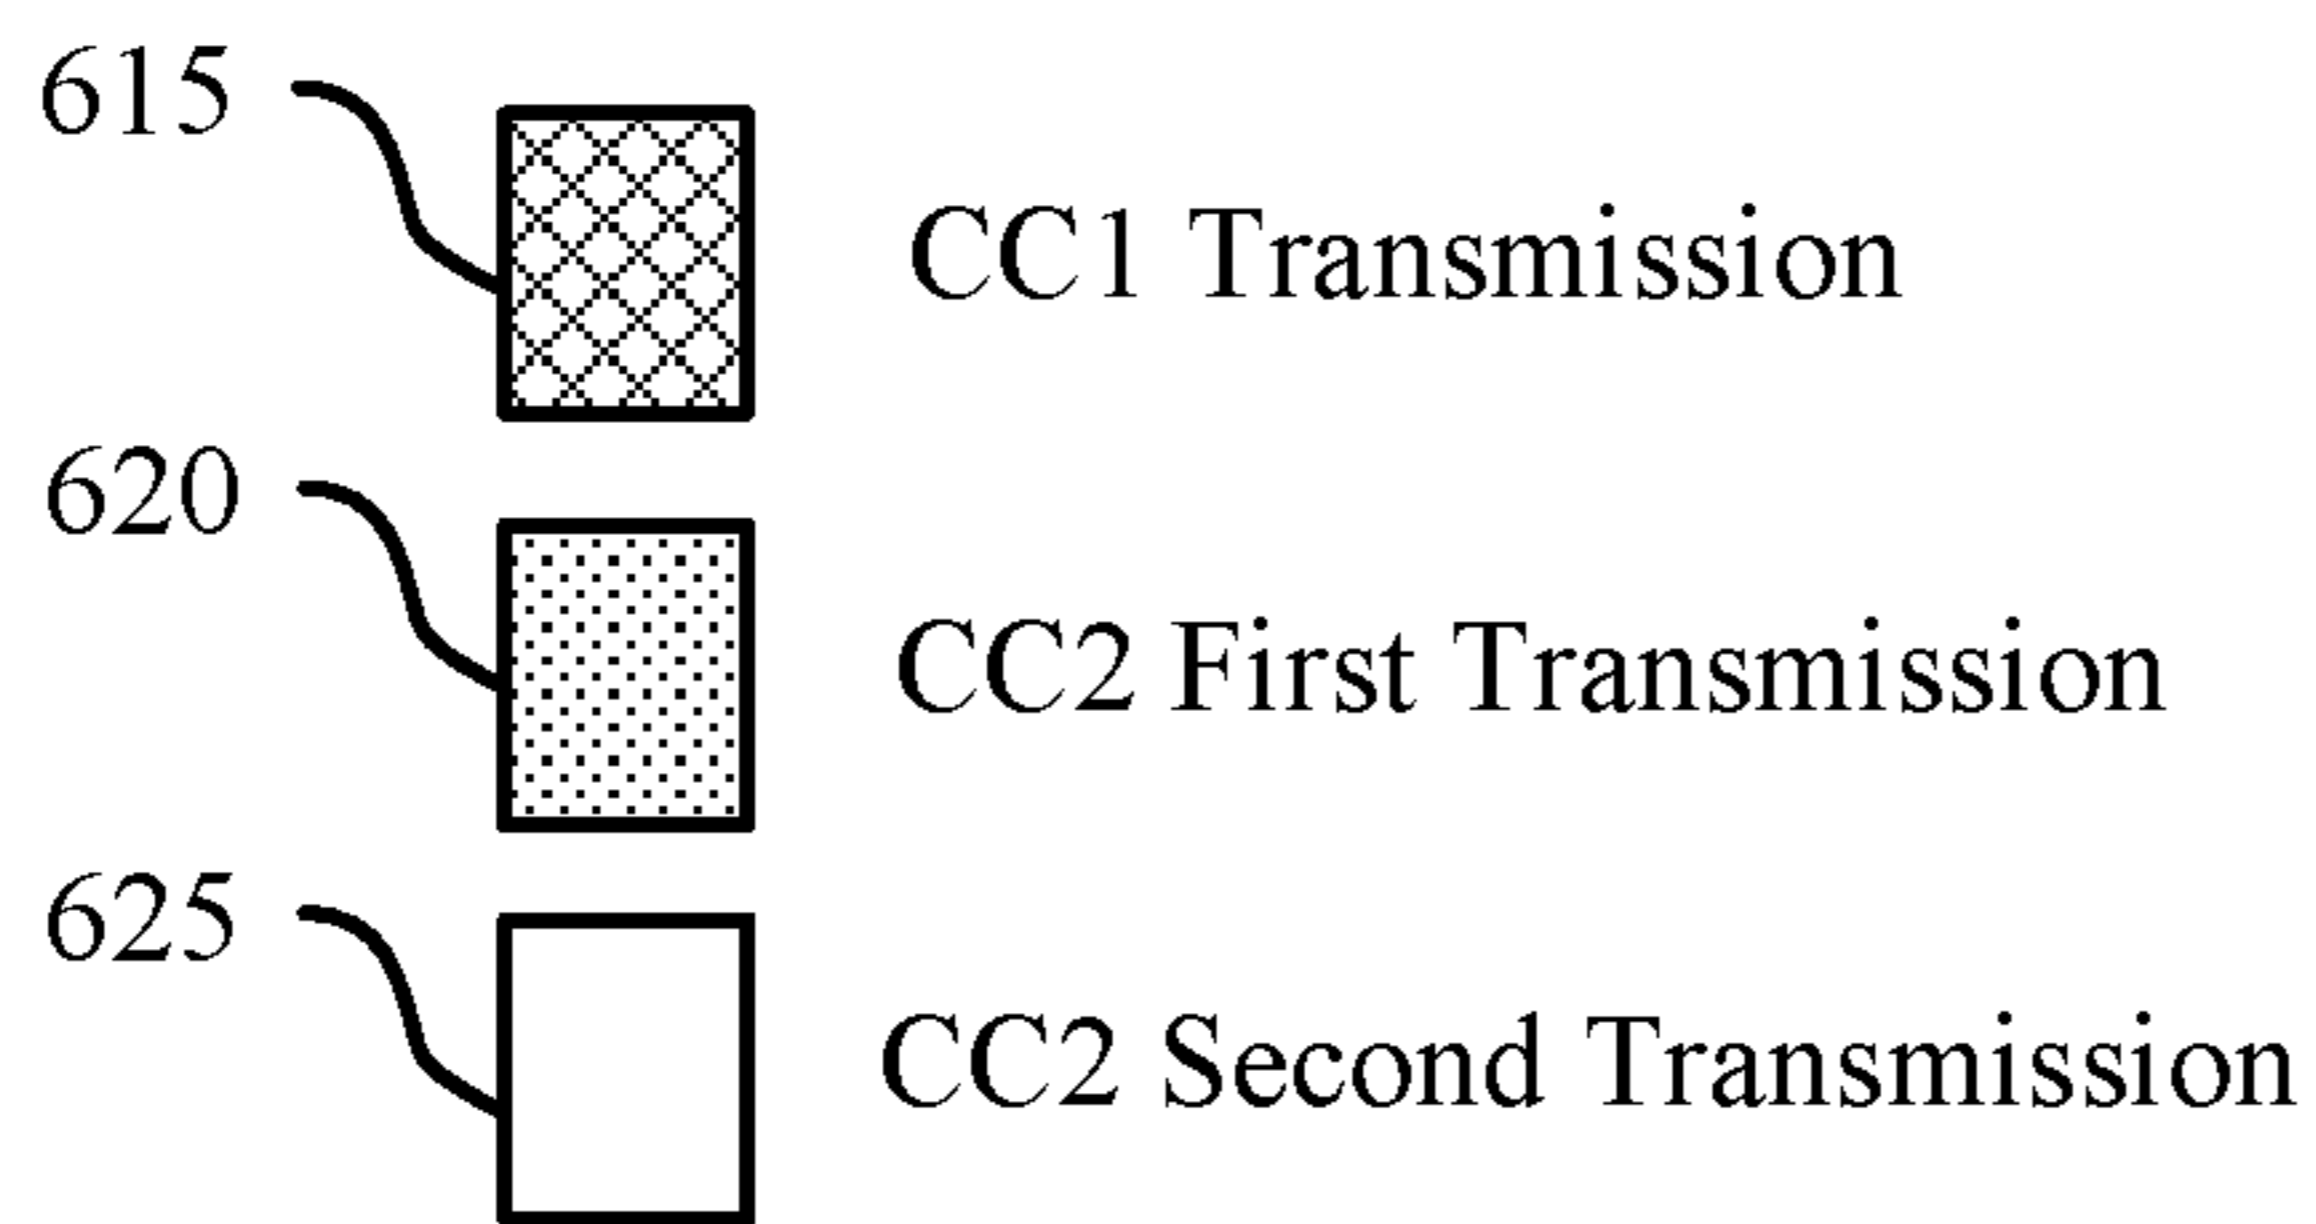 615
CC1 Transmission
620
CC2 First Transmission
625
CC2 Second Transmission